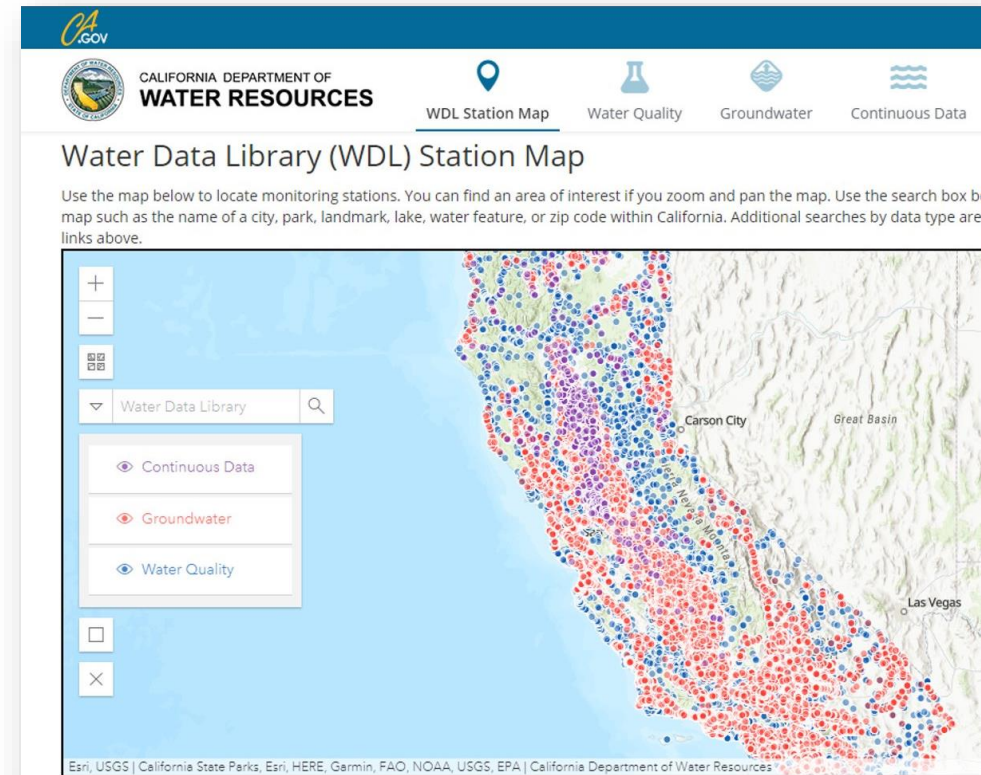 CA
.GOV
CALIFORNIA DEPARTMENT OF
WATER RESOURCES
WDL Station Map
Water Quality
Groundwater
Continuous Data
Water Data Library (WDL) Station Map
Use the map below to locate monitoring stations. You can find an area of interest if you zoom and pan the map. Use the search box b
map such as the name of a city, park, landmark, lake, water feature, or zip code within California. Additional searches by data type are
links above.
Water Data Library
Continuous Data
Groundwater
Water Quality
Carson City
Great Basin
Nevada Mounta
Las Vegas
Esri, USGS | California State Parks, Esri, HERE, Garmin, FAO, NOAA, USGS, EPA | California Department of Water Resources